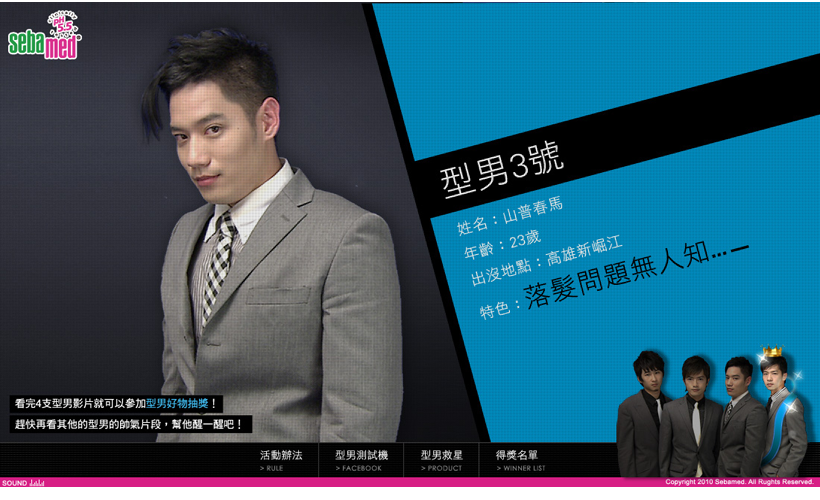 pH
5.5
sebamed
型男3號
姓名：山普春馬
年齡：23歲
出沒地點：高雄新崛江
特色：落髮問題無人知...
看完4支型男影片就可以參加型男好物抽獎！
趕快再看其他的型男的帥氣片段，幫他醒一醒吧！
活動辦法 型男測試機 型男救星 得獎名單
> RULE > FACEBOOK > PRODUCT > WINNER LIST
SOUND
Copyright 2010 Sebamed. All Rughts Reserved.